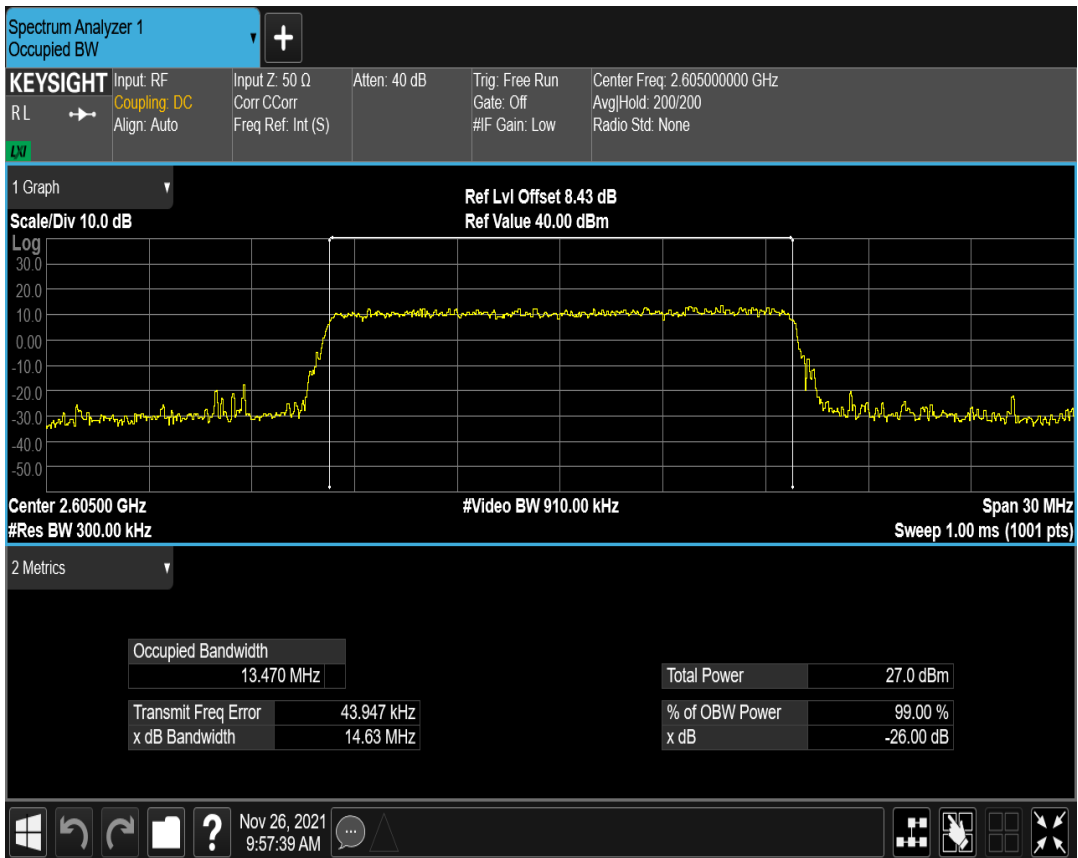 Spectrum Analyzer 1
Occupied BW
+
KEYSIGHT
R L
LXI
Input: RF
Coupling: DC
Align: Auto
Input Z: 50 Ω
Corr CCorr
Freq Ref: Int (S)
Atten: 40 dB
Trig: Free Run
Gate: Off
#IF Gain: Low
Center Freq: 2.605000000 GHz
Avg|Hold: 200/200
Radio Std: None
1 Graph
Scale/Div 10.0 dB
Ref Lvl Offset 8.43 dB
Ref Value 40.00 dBm
Log
30.0
20.0
10.0
0.00
-10.0
-20.0
-30.0
-40.0
-50.0
Center 2.60500 GHz
#Video BW 910.00 kHz
Span 30 MHz
#Res BW 300.00 kHz
Sweep 1.00 ms (1001 pts)
2 Metrics
Occupied Bandwidth
13.470 MHz
Total Power 27.0 dBm
Transmit Freq Error 43.947 kHz
% of OBW Power 99.00 %
x dB Bandwidth 14.63 MHz
x dB -26.00 dB
?
Nov 26, 2021
9:57:39 AM